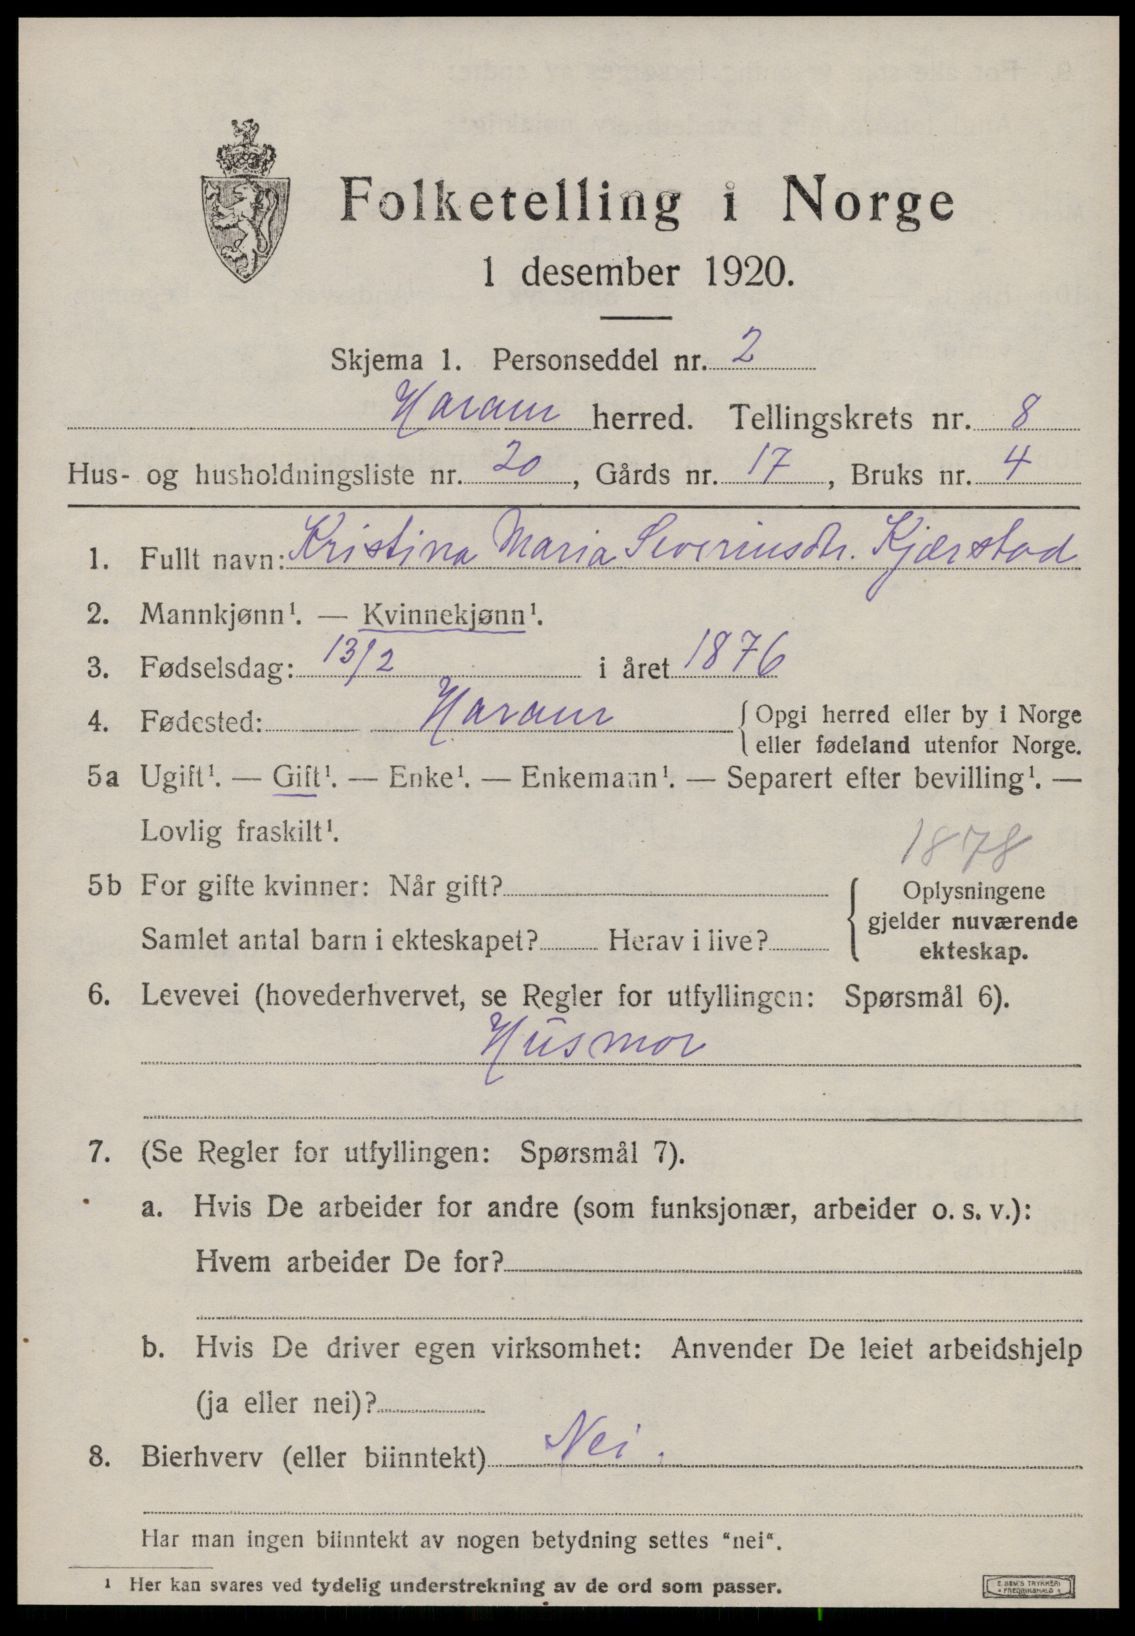 Folketelling i Norge
1 desember 1920.
Skjema 1. Personseddel nr. 2
Haram herred. Tellingskrets nr. 8
Hus- og husholdningsliste nr. 20, Gårds nr. 17, Bruks nr. 4
1. Fullt navn: Kristina Maria Severinsdtr. Kjærstad
2. Mannkjønn¹. — Kvinnekjønn¹.
3. Fødselsdag: 13/2 i året 1876
4. Fødested: Haram { Opgi herred eller by i Norge
eller fødeland utenfor Norge.
5a Ugift¹. — Gift¹. — Enke¹. — Enkemann¹. — Separert efter bevilling¹. —
Lovlig fraskilt¹.
1878
5b For gifte kvinner: Når gift? { Oplysningene
gjelder nuværende
Samlet antal barn i ekteskapet? Herav i live?
ekteskap.
6. Levevei (hovederhvervet, se Regler for utfyllingen: Spørsmål 6).
Husmor
7. (Se Regler for utfyllingen: Spørsmål 7).
a. Hvis De arbeider for andre (som funksjonær, arbeider o. s. v.):
Hvem arbeider De for?
b. Hvis De driver egen virksomhet: Anvender De leiet arbeidshjelp
(ja eller nei)?
8. Bierhverv (eller biinntekt) Nei.
Har man ingen biinntekt av nogen betydning settes "nei".
¹ Her kan svares ved tydelig understrekning av de ord som passer.
E. SEM'S TRYKKERI
• FREDRIKSHALD •